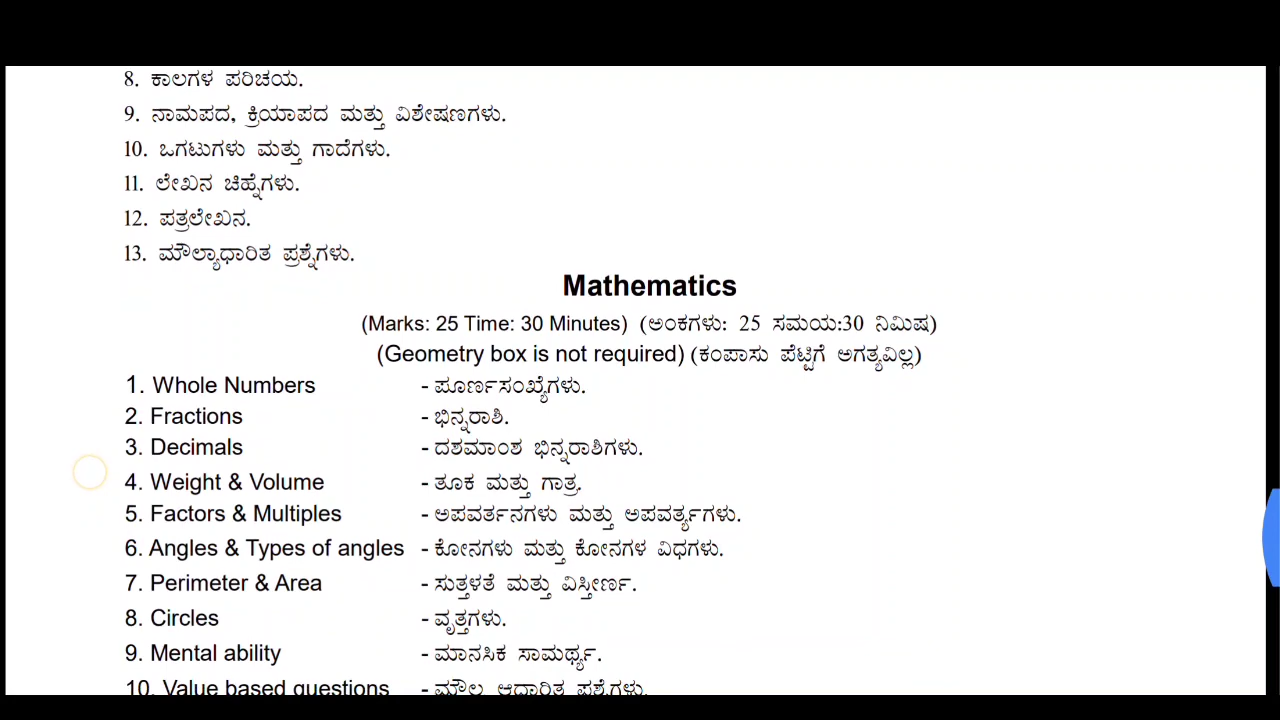 8. ಕಾಲಗಳ ಪರಿಚಯ.
9. ನಾಮಪದ, ಕ್ರಿಯಾಪದ ಮತ್ತು ವಿಶೇಷಣಗಳು.
10. ಒಗಟುಗಳು ಮತ್ತು ಗಾದೆಗಳು.
11. ಲೇಖನ ಚಿಹ್ನೆಗಳು.
12. ಪತ್ರಲೇಖನ.
13. ಮೌಲ್ಯಾಧಾರಿತ ಪ್ರಶ್ನೆಗಳು.
Mathematics
(Marks: 25 Time: 30 Minutes) (ಅಂಕಗಳು: 25 ಸಮಯ:30 ನಿಮಿಷ)
(Geometry box is not required) (ಕಂಪಾಸು ಪೆಟ್ಟಿಗೆ ಅಗತ್ಯವಿಲ್ಲ)
1. Whole Numbers - ಪೂರ್ಣಸಂಖ್ಯೆಗಳು.
2. Fractions - ಭಿನ್ನರಾಶಿ.
3. Decimals - ದಶಮಾಂಶ ಭಿನ್ನರಾಶಿಗಳು.
4. Weight & Volume - ತೂಕ ಮತ್ತು ಗಾತ್ರ.
5. Factors & Multiples - ಅಪವರ್ತನಗಳು ಮತ್ತು ಅಪವರ್ತ್ಯಗಳು.
6. Angles & Types of angles - ಕೋನಗಳು ಮತ್ತು ಕೋನಗಳ ವಿಧಗಳು.
7. Perimeter & Area - ಸುತ್ತಳತೆ ಮತ್ತು ವಿಸ್ತೀರ್ಣ.
8. Circles - ವೃತ್ತಗಳು.
9. Mental ability - ಮಾನಸಿಕ ಸಾಮರ್ಥ್ಯ.
10. Value based questions - ಮೌಲ್ಯ ಆಧಾರಿತ ಪ್ರಶ್ನೆಗಳು.